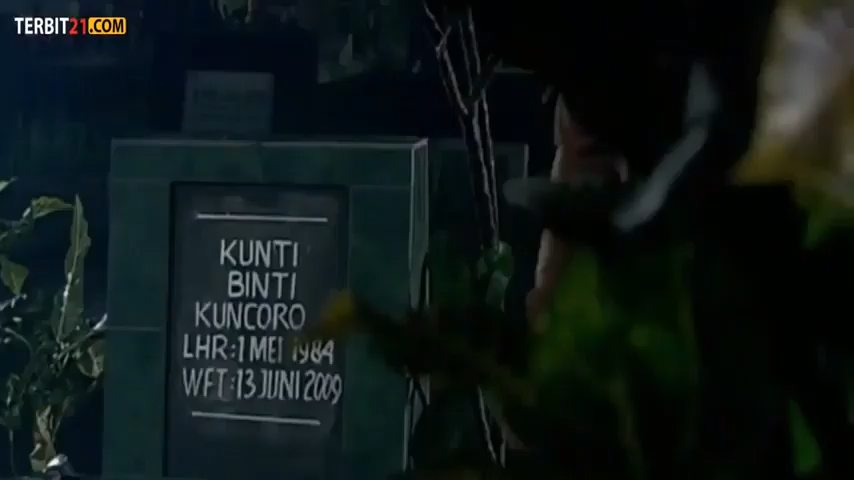 TERBIT21.COM
KUNTI
BINTI
KUNCORO
LHR:1 MEI 1984
WFT:13 JUNI 2009